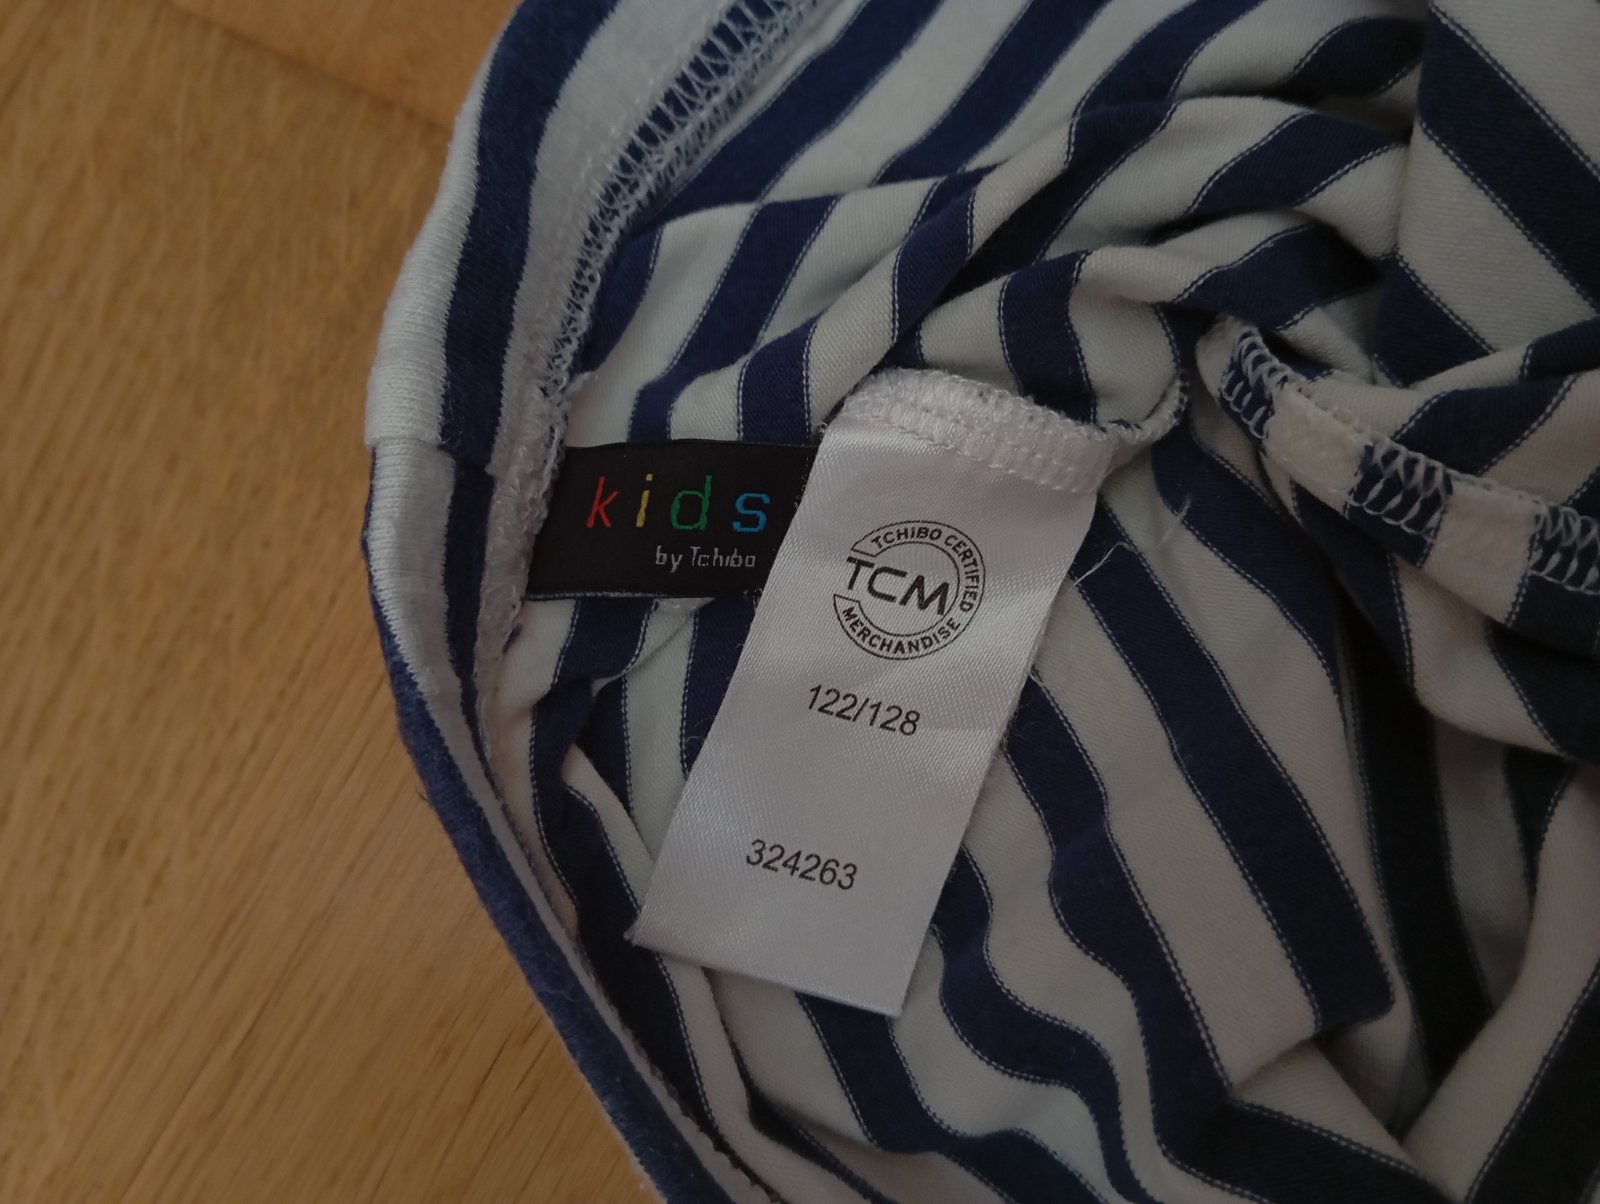 kids
by Tchibo
TCHIBO CERTIFIED
TCM
MERCHANDISE
122/128
324263